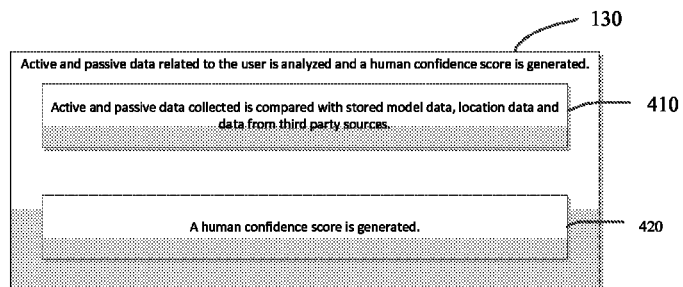 130
Active and passive data related to the user is analyzed and a human confidence score is generated.
Active and passive data collected is compared with stored model data, location data and
data from third party sources.
410
A human confidence score is generated.
420